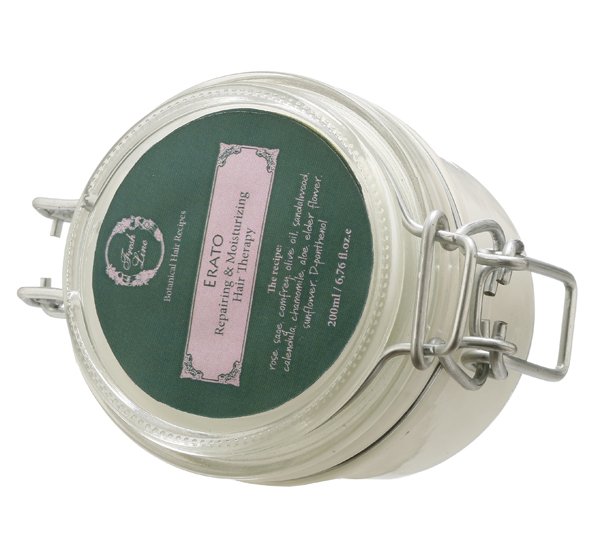 Fresh
Line
Botanical Hair Recipes
ERATO
Repairing & Moisturizing
Hair Therapy
The recipe:
rose, sage, comfrey, olive oil, sandalwood,
calendula, chamomile, aloe, elder flower,
sunflower, D-panthenol
200ml / 6,76 fl.oz.e